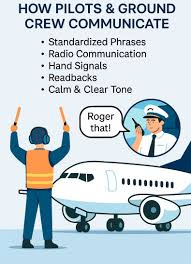 HOW PILOTS & GROUND
CREW COMMUNICATE
• Standardized Phrases
• Radio Communication
• Hand Signals
• Readbacks
• Calm & Clear Tone
Roger
that!